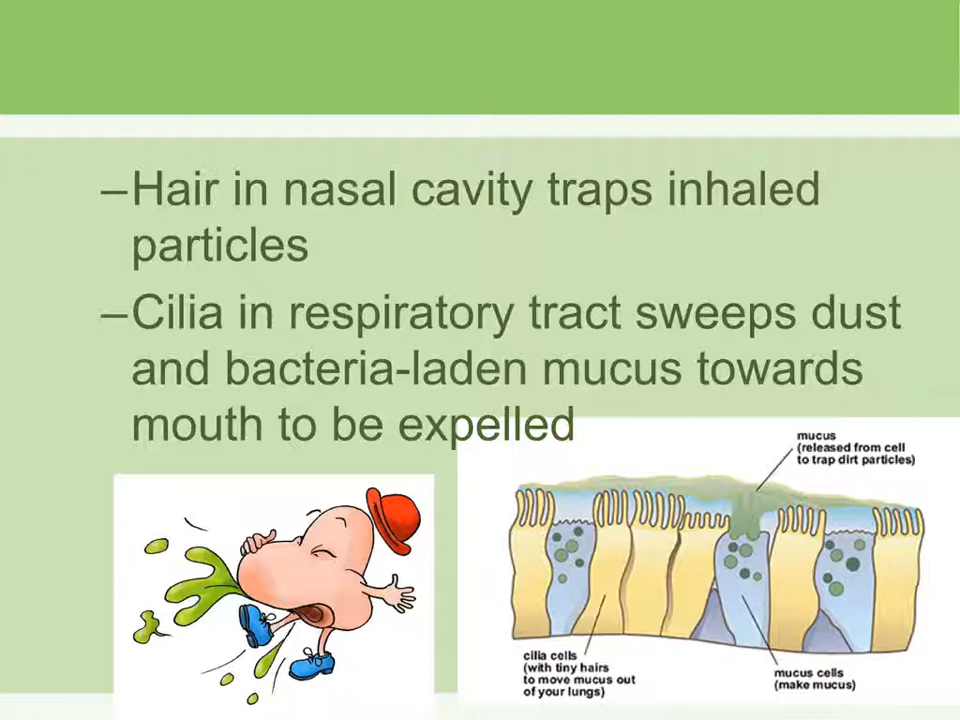 –Hair in nasal cavity traps inhaled
particles
–Cilia in respiratory tract sweeps dust
and bacteria-laden mucus towards
mouth to be expelled
mucus
(released from cell
to trap dirt particles)
cilia cells
(with tiny hairs
to move mucus out
of your lungs)
mucus cells
(make mucus)